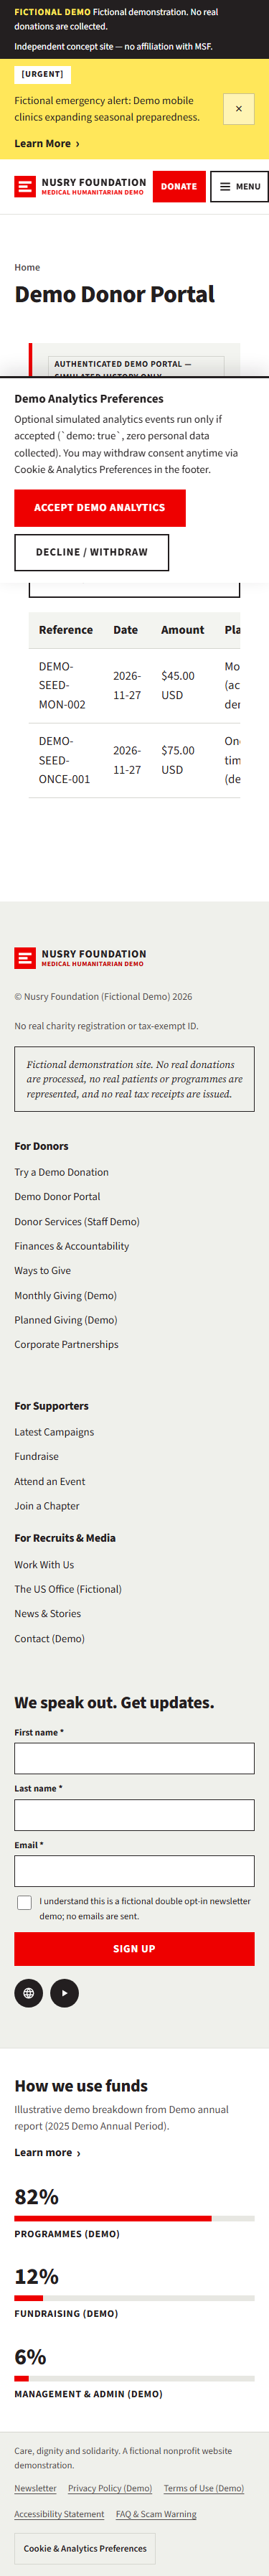 FICTIONAL DEMO Fictional demonstration. No real
donations are collected.
Independent concept site — no affiliation with MSF.
[URGENT]
Fictional emergency alert: Demo mobile
clinics expanding seasonal preparedness.
×
Learn More ›
NUSRY FOUNDATION
MEDICAL HUMANITARIAN DEMO
DONATE
MENU
Home
Demo Donor Portal
AUTHENTICATED DEMO PORTAL —
Demo Analytics Preferences
Optional simulated analytics events run only if
accepted (`demo: true`, zero personal data
collected). You may withdraw consent anytime via
Cookie & Analytics Preferences in the footer.
ACCEPT DEMO ANALYTICS
DECLINE / WITHDRAW
Reference Date Amount Pla
DEMO-SEED-MON-002 2026-11-27 $45.00 USD Mo (ac der
DEMO-SEED-ONCE-001 2026-11-27 $75.00 USD On tim (de
NUSRY FOUNDATION
MEDICAL HUMANITARIAN DEMO
© Nusry Foundation (Fictional Demo) 2026
No real charity registration or tax-exempt ID.
Fictional demonstration site. No real donations
are processed, no real patients or programmes are
represented, and no real tax receipts are issued.
For Donors
Try a Demo Donation
Demo Donor Portal
Donor Services (Staff Demo)
Finances & Accountability
Ways to Give
Monthly Giving (Demo)
Planned Giving (Demo)
Corporate Partnerships
For Supporters
Latest Campaigns
Fundraise
Attend an Event
Join a Chapter
For Recruits & Media
Work With Us
The US Office (Fictional)
News & Stories
Contact (Demo)
We speak out. Get updates.
First name *
Last name *
Email *
I understand this is a fictional double opt-in newsletter
demo; no emails are sent.
SIGN UP
How we use funds
Illustrative demo breakdown from Demo annual
report (2025 Demo Annual Period).
Learn more ›
82%
PROGRAMMES (DEMO)
12%
FUNDRAISING (DEMO)
6%
MANAGEMENT & ADMIN (DEMO)
Care, dignity and solidarity. A fictional nonprofit website
demonstration.
Newsletter Privacy Policy (Demo) Terms of Use (Demo)
Accessibility Statement FAQ & Scam Warning
Cookie & Analytics Preferences